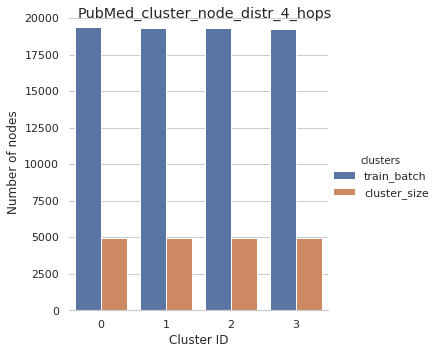 PubMed_cluster_node_distr_4_hops
20000
17500
15000
12500
10000
7500
5000
2500
0
Number of nodes
0 1 2 3
Cluster ID
clusters
train_batch
cluster_size